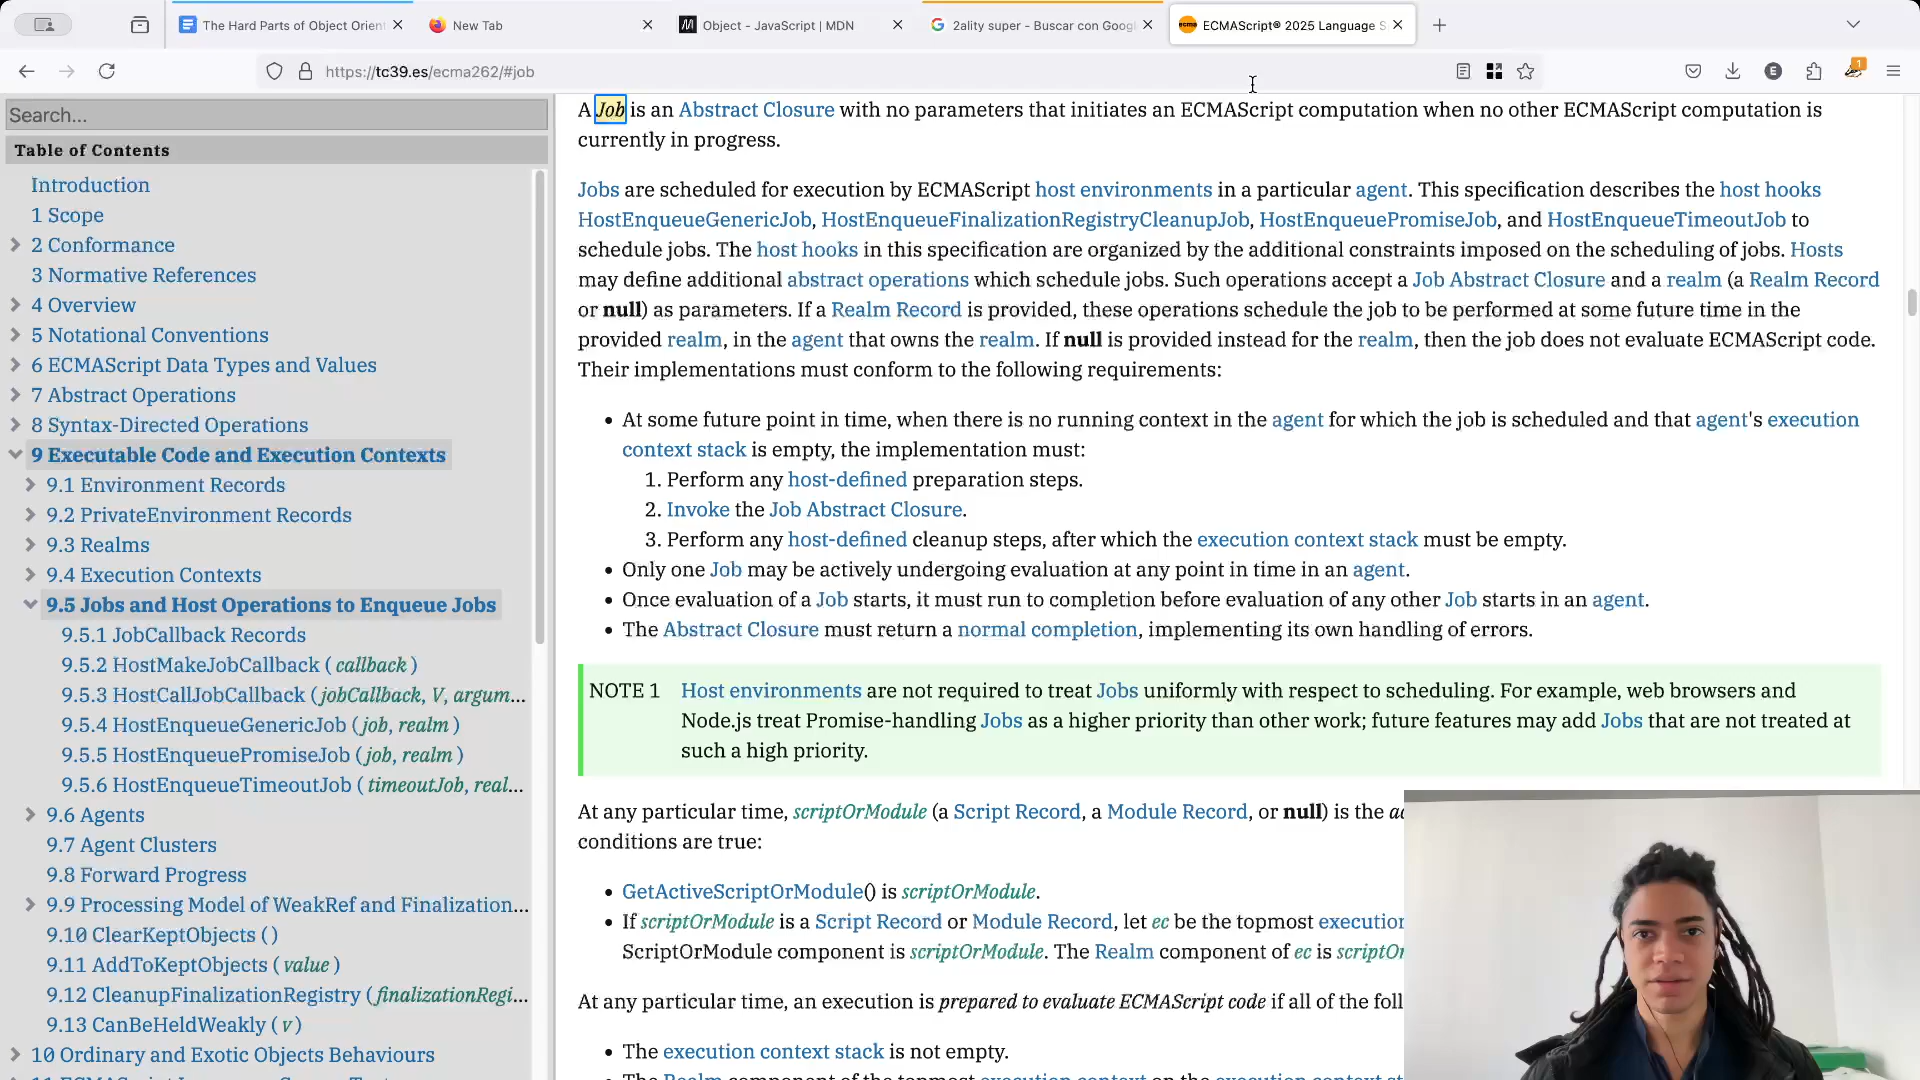 The Hard Parts of Object Orient
New Tab
Object - JavaScript | MDN
2ality super - Buscar con Googl
ECMAScript® 2025 Language S
https://tc39.es/ecma262/#job
E
1
Search...
Table of Contents
Introduction
1 Scope
2 Conformance
3 Normative References
4 Overview
5 Notational Conventions
6 ECMAScript Data Types and Values
7 Abstract Operations
8 Syntax-Directed Operations
9 Executable Code and Execution Contexts
9.1 Environment Records
9.2 PrivateEnvironment Records
9.3 Realms
9.4 Execution Contexts
9.5 Jobs and Host Operations to Enqueue Jobs
9.5.1 JobCallback Records
9.5.2 HostMakeJobCallback ( callback )
9.5.3 HostCallJobCallback ( jobCallback, V, argum...
9.5.4 HostEnqueueGenericJob ( job, realm )
9.5.5 HostEnqueuePromiseJob ( job, realm )
9.5.6 HostEnqueueTimeoutJob ( timeoutJob, real...
9.6 Agents
9.7 Agent Clusters
9.8 Forward Progress
9.9 Processing Model of WeakRef and Finalization...
9.10 ClearKeptObjects ( )
9.11 AddToKeptObjects ( value )
9.12 CleanupFinalizationRegistry ( finalizationRegi...
9.13 CanBeHeldWeakly ( v )
10 Ordinary and Exotic Objects Behaviours
A Job is an Abstract Closure with no parameters that initiates an ECMAScript computation when no other ECMAScript computation is
currently in progress.
Jobs are scheduled for execution by ECMAScript host environments in a particular agent. This specification describes the host hooks
HostEnqueueGenericJob, HostEnqueueFinalizationRegistryCleanupJob, HostEnqueuePromiseJob, and HostEnqueueTimeoutJob to
schedule jobs. The host hooks in this specification are organized by the additional constraints imposed on the scheduling of jobs. Hosts
may define additional abstract operations which schedule jobs. Such operations accept a Job Abstract Closure and a realm (a Realm Record
or null) as parameters. If a Realm Record is provided, these operations schedule the job to be performed at some future time in the
provided realm, in the agent that owns the realm. If null is provided instead for the realm, then the job does not evaluate ECMAScript code.
Their implementations must conform to the following requirements:
• At some future point in time, when there is no running context in the agent for which the job is scheduled and that agent's execution
context stack is empty, the implementation must:
1. Perform any host-defined preparation steps.
2. Invoke the Job Abstract Closure.
3. Perform any host-defined cleanup steps, after which the execution context stack must be empty.
• Only one Job may be actively undergoing evaluation at any point in time in an agent.
• Once evaluation of a Job starts, it must run to completion before evaluation of any other Job starts in an agent.
• The Abstract Closure must return a normal completion, implementing its own handling of errors.
NOTE 1 Host environments are not required to treat Jobs uniformly with respect to scheduling. For example, web browsers and
Node.js treat Promise-handling Jobs as a higher priority than other work; future features may add Jobs that are not treated at
such a high priority.
At any particular time, scriptOrModule (a Script Record, a Module Record, or null) is the
conditions are true:
• GetActiveScriptOrModule() is scriptOrModule.
• If scriptOrModule is a Script Record or Module Record, let ec be the topmost execution
ScriptOrModule component is scriptOrModule. The Realm component of ec is scriptOr
At any particular time, an execution is prepared to evaluate ECMAScript code if all of the foll
• The execution context stack is not empty.
• The Realm component of the topmost execution context on the execution context st